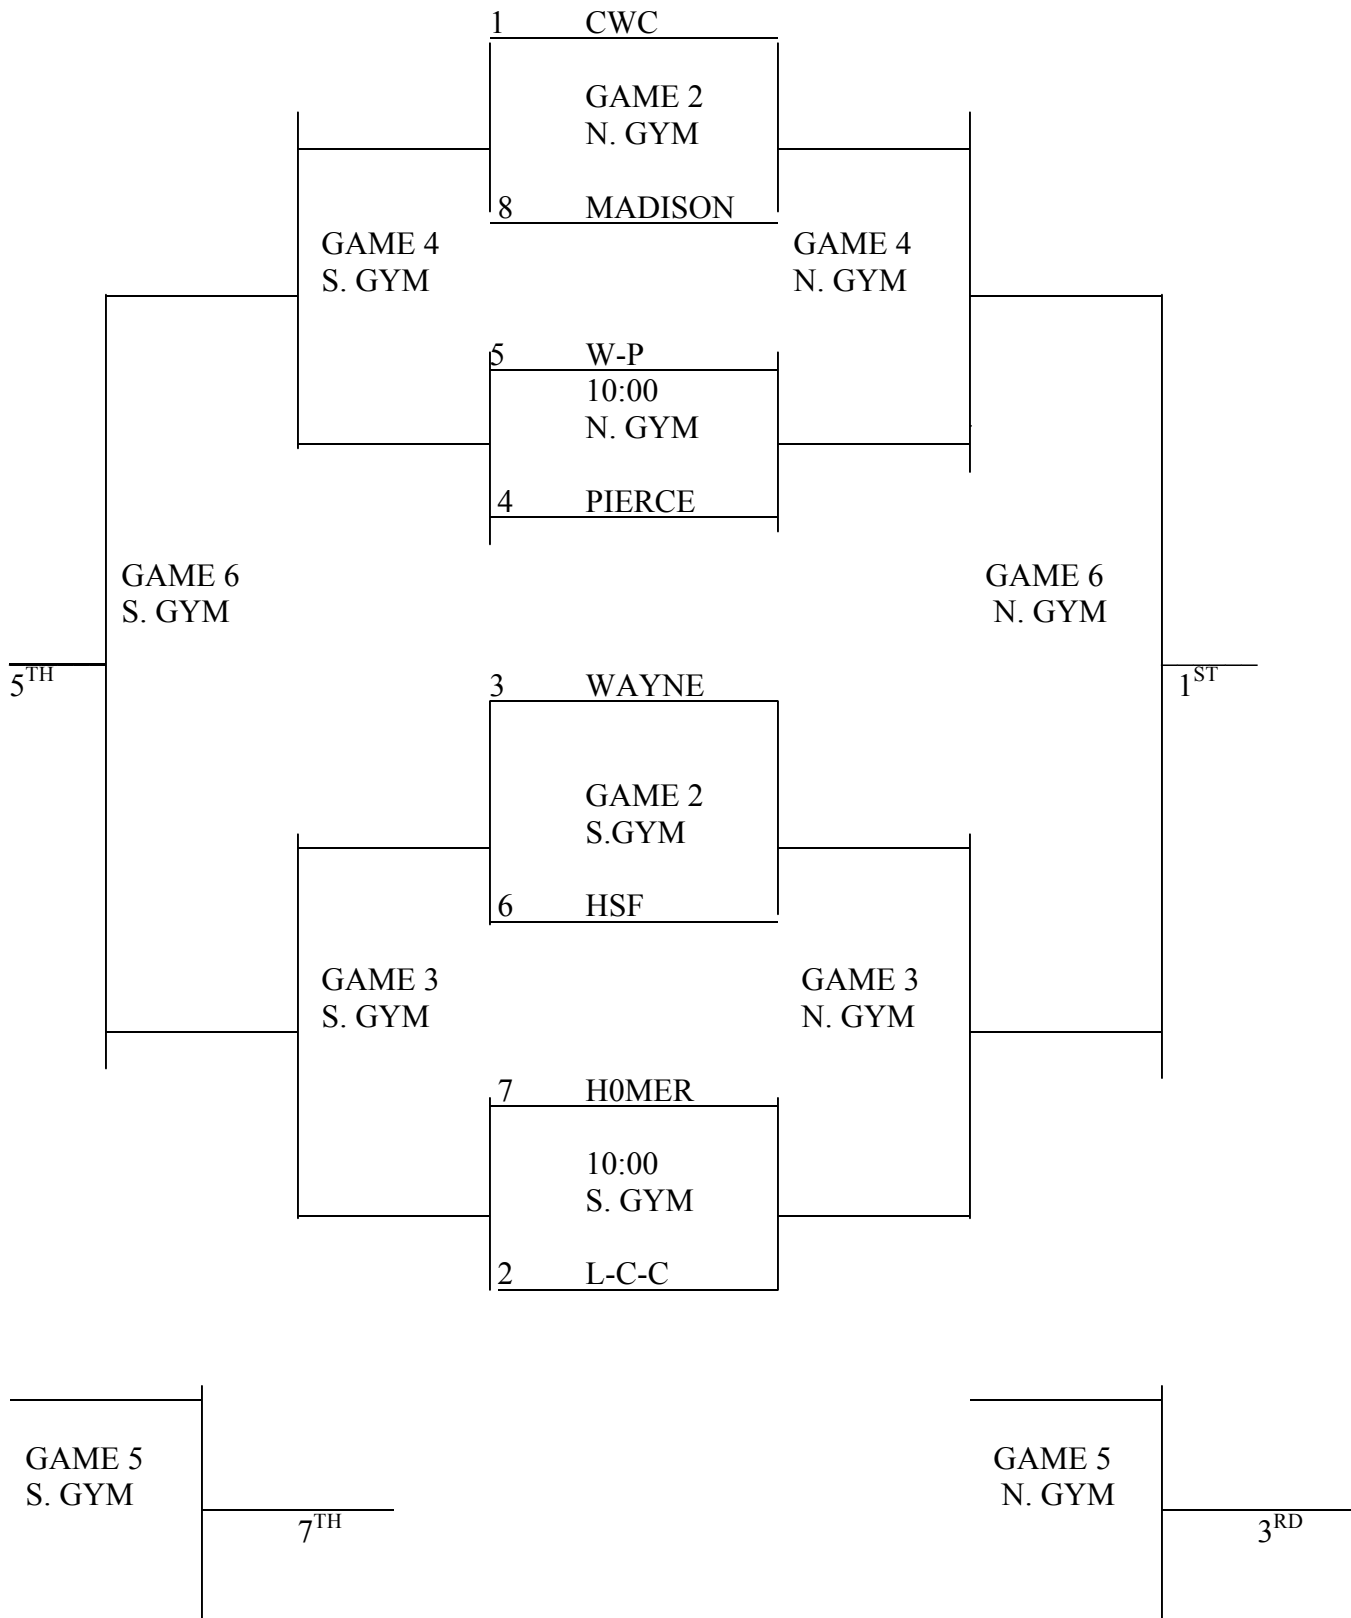 1 CWC
GAME 2
N. GYM
8 MADISON
GAME 4
S. GYM
GAME 4
N. GYM
5 W-P
10:00
N. GYM
4 PIERCE
GAME 6
S. GYM
GAME 6
N. GYM
5TH
1ST
3 WAYNE
GAME 2
S.GYM
6 HSF
GAME 3
S. GYM
GAME 3
N. GYM
7 H0MER
10:00
S. GYM
2 L-C-C
GAME 5
S. GYM
7TH
GAME 5
N. GYM
3RD